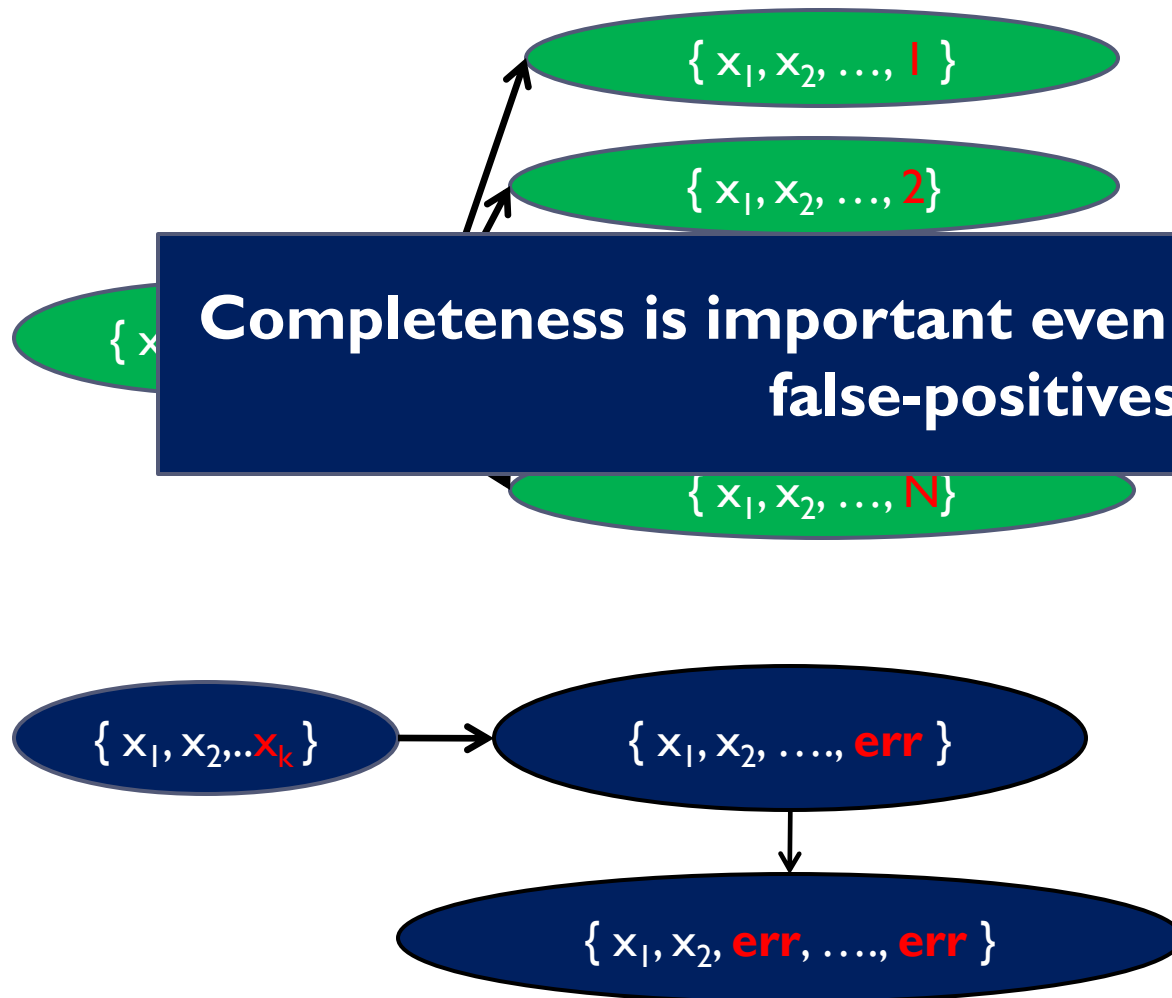 { x₁, x₂, …, 1 }
{ x₁, x₂, …, 2}
Completeness is important even
{ x
false-positives
{ x₁, x₂, …, N}
{ x₁, x₂,..xₖ }
{ x₁, x₂, …., err }
{ x₁, x₂, err, …., err }